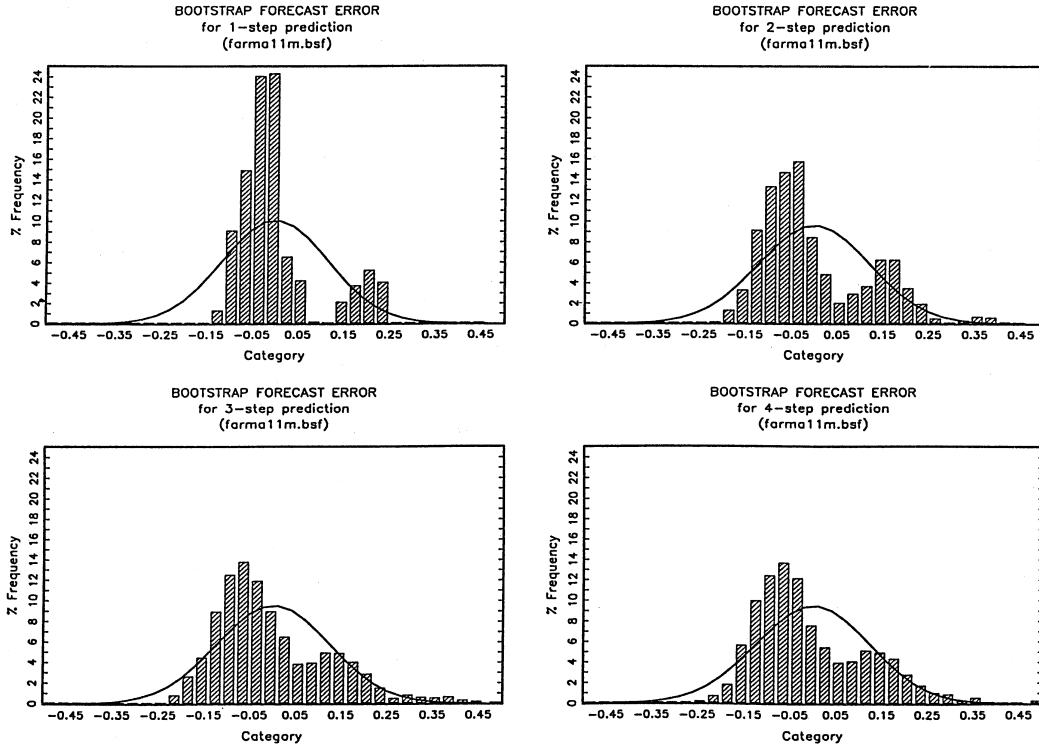 BOOTSTRAP FORECAST ERROR
for 1-step prediction
(farma11m.bsf)
% Frequency
24
22
20
18
16
14
12
10
8
6
4
2
0
-0.45 -0.35 -0.25 -0.15 -0.05 0.05 0.15 0.25 0.35 0.45
Category
BOOTSTRAP FORECAST ERROR
for 2-step prediction
(farma11m.bsf)
% Frequency
24
22
20
18
16
14
12
10
8
6
4
2
0
-0.45 -0.35 -0.25 -0.15 -0.05 0.05 0.15 0.25 0.35 0.45
Category
BOOTSTRAP FORECAST ERROR
for 3-step prediction
(farma11m.bsf)
% Frequency
24
22
20
18
16
14
12
10
8
6
4
2
0
-0.45 -0.35 -0.25 -0.15 -0.05 0.05 0.15 0.25 0.35 0.45
Category
BOOTSTRAP FORECAST ERROR
for 4-step prediction
(farma11m.bsf)
% Frequency
24
22
20
18
16
14
12
10
8
6
4
2
0
-0.45 -0.35 -0.25 -0.15 -0.05 0.05 0.15 0.25 0.35 0.45
Category